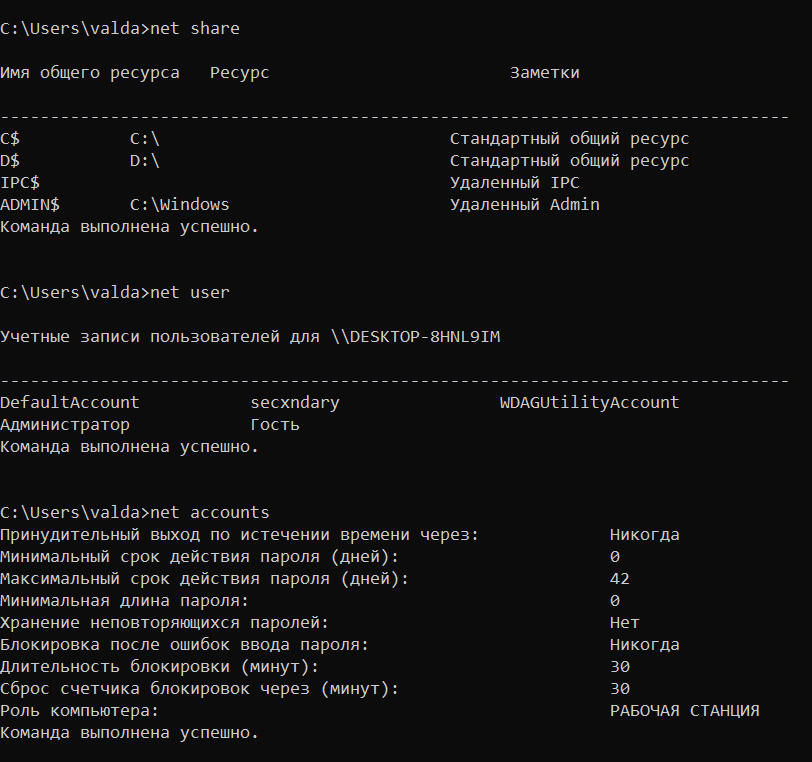 C:\Users\valda>net share
Имя общего ресурса   Ресурс                        Заметки
-------------------------------------------------------------------------------
C$           C:\                             Стандартный общий ресурс
D$           D:\                             Стандартный общий ресурс
IPC$                                         Удаленный IPC
ADMIN$       C:\Windows                      Удаленный Admin
Команда выполнена успешно.
C:\Users\valda>net user
Учетные записи пользователей для \\DESKTOP-8HNL9IM
-------------------------------------------------------------------------------
DefaultAccount           secxndary                WDAGUtilityAccount
Администратор            Гость
Команда выполнена успешно.
C:\Users\valda>net accounts
Принудительный выход по истечении времени через:             Никогда
Минимальный срок действия пароля (дней):                     0
Максимальный срок действия пароля (дней):                    42
Минимальная длина пароля:                                    0
Хранение неповторяющихся паролей:                            Нет
Блокировка после ошибок ввода пароля:                        Никогда
Длительность блокировки (минут):                             30
Сброс счетчика блокировок через (минут):                     30
Роль компьютера:                                             РАБОЧАЯ СТАНЦИЯ
Команда выполнена успешно.